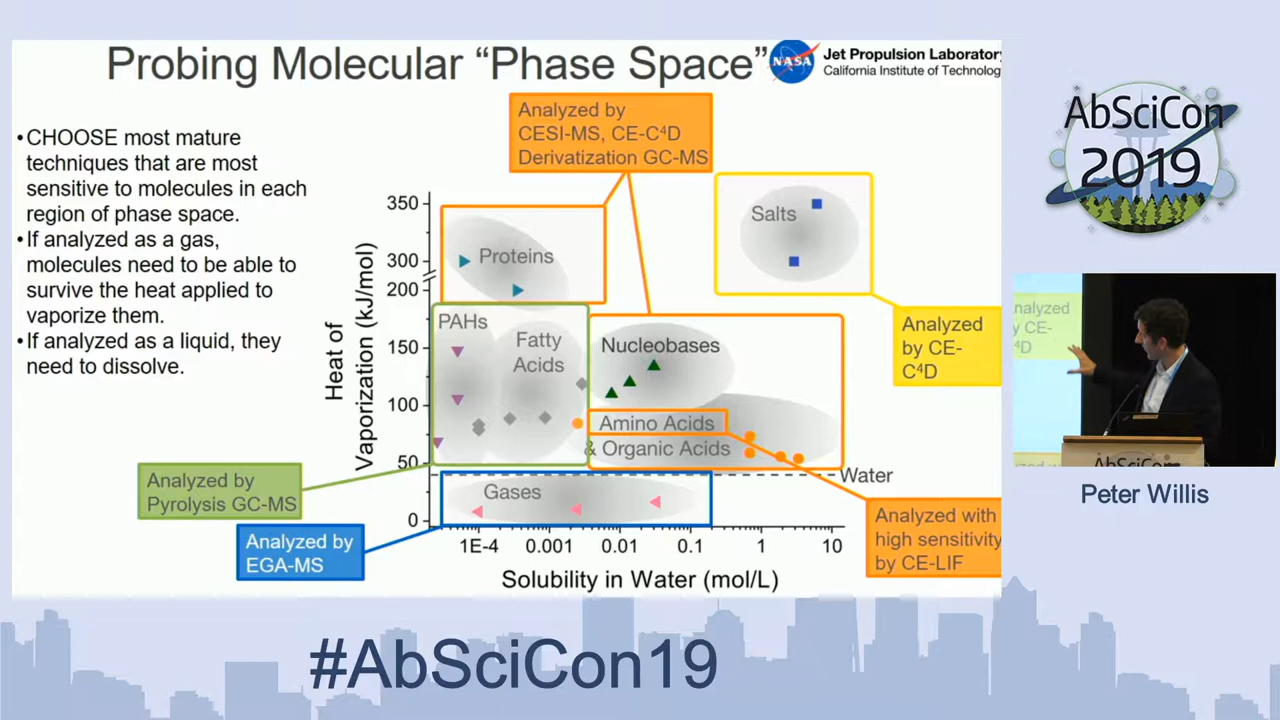 Probing Molecular “Phase Space”
NASA
Jet Propulsion Laboratory
California Institute of Technolog
•CHOOSE most mature
techniques that are most
sensitive to molecules in each
region of phase space.
•If analyzed as a gas,
molecules need to be able to
survive the heat applied to
vaporize them.
•If analyzed as a liquid, they
need to dissolve.
Analyzed by
CESI-MS, CE-C⁴D
Derivatization GC-MS
Heat of
Vaporization (kJ/mol)
350
300
200
150
100
50
0
Proteins
Salts
PAHs
Fatty
Acids
Nucleobases
Amino Acids
& Organic Acids
Water
Gases
Analyzed
by CE-
C⁴D
Analyzed by
Pyrolysis GC-MS
Analyzed by
EGA-MS
Analyzed with
high sensitivity
by CE-LIF
1E-4 0.001 0.01 0.1 1 10
Solubility in Water (mol/L)
AbSciCon
2019
nalyzed
y CE-
⁴D
AbSciCon
Peter Willis
#AbSciCon19